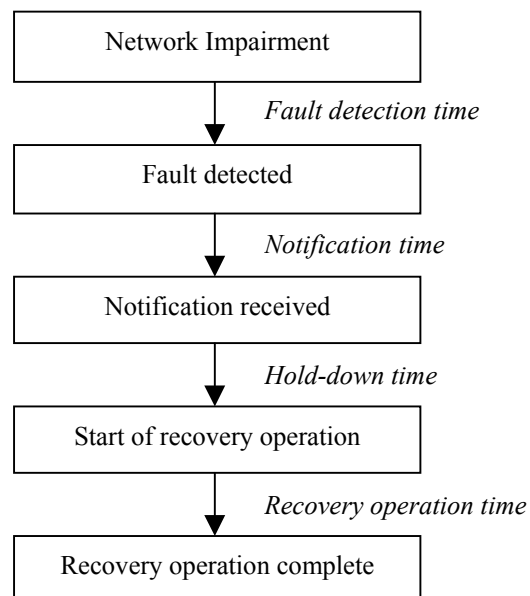 Network Impairment
Fault detection time
Fault detected
Notification time
Notification received
Hold-down time
Start of recovery operation
Recovery operation time
Recovery operation complete